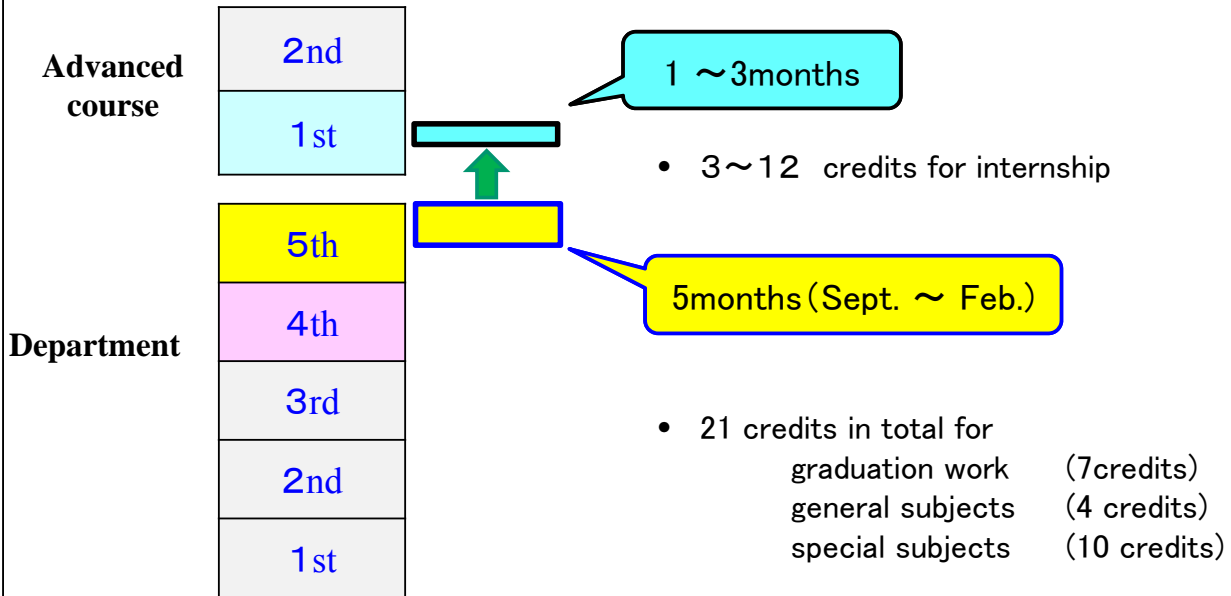 Advanced
course
２nd
１st
1 ～3months
• ３～１２ credits for internship
Department
５th
４th
３rd
２nd
１st
5months（Sept. ～ Feb.）
• 21 credits in total for
graduation work （7credits）
general subjects （4 credits）
special subjects （10 credits）